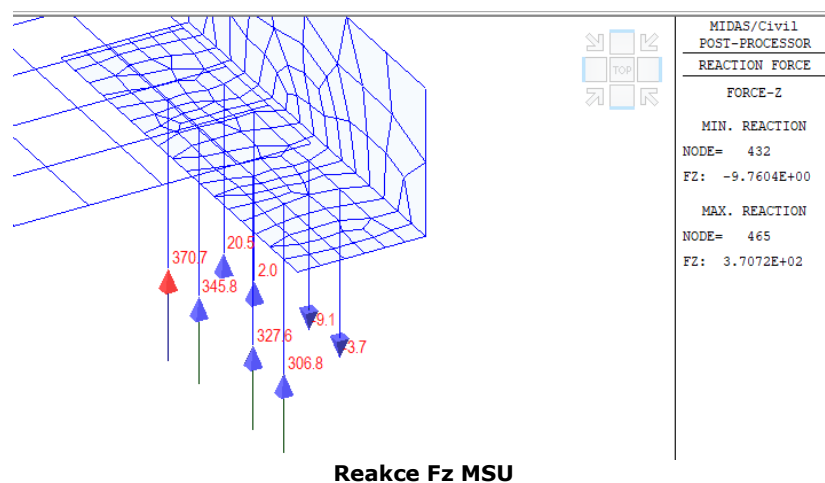 MIDAS/Civil
POST-PROCESSOR
REACTION FORCE
FORCE-Z
MIN. REACTION
NODE= 432
FZ: -9.7604E+00
MAX. REACTION
NODE= 465
FZ: 3.7072E+02
TOP
20.5
370.7
2.0
345.8
-9.1
327.6
-3.7
306.8
Reakce Fz MSU